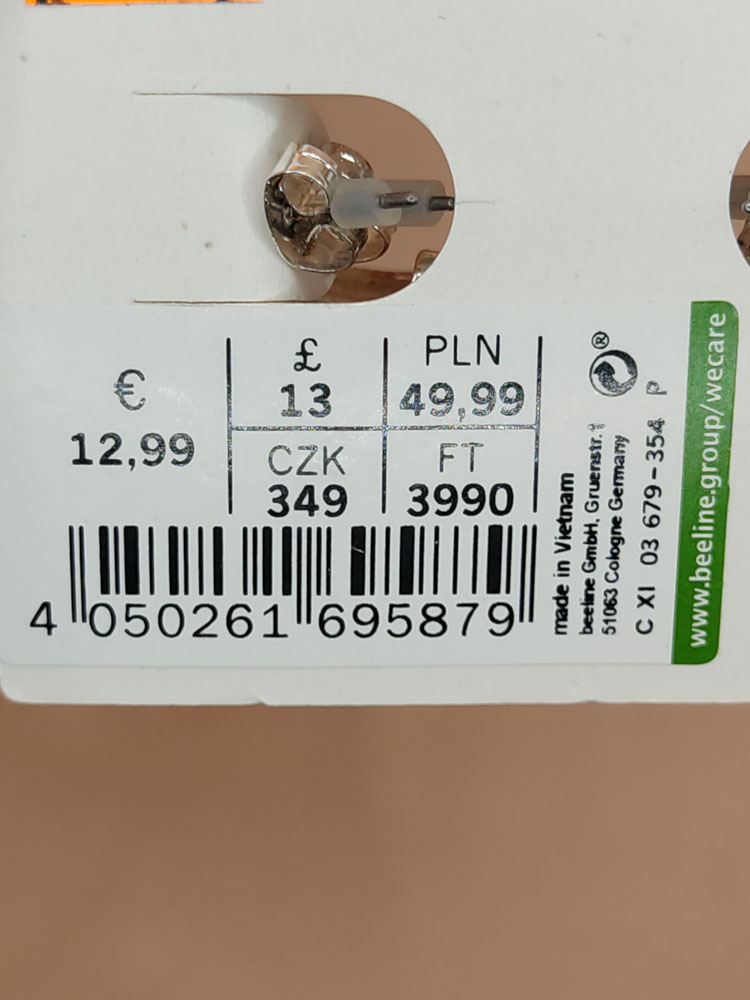 €
12,99
£
13
PLN
49,99
CZK
349
FT
3990
4 050261 695879
made in Vietnam
beeline GmbH, Gruenstr.
51063 Cologne Germany
C XI 03 679-354 P
www.beeline.group/wecare